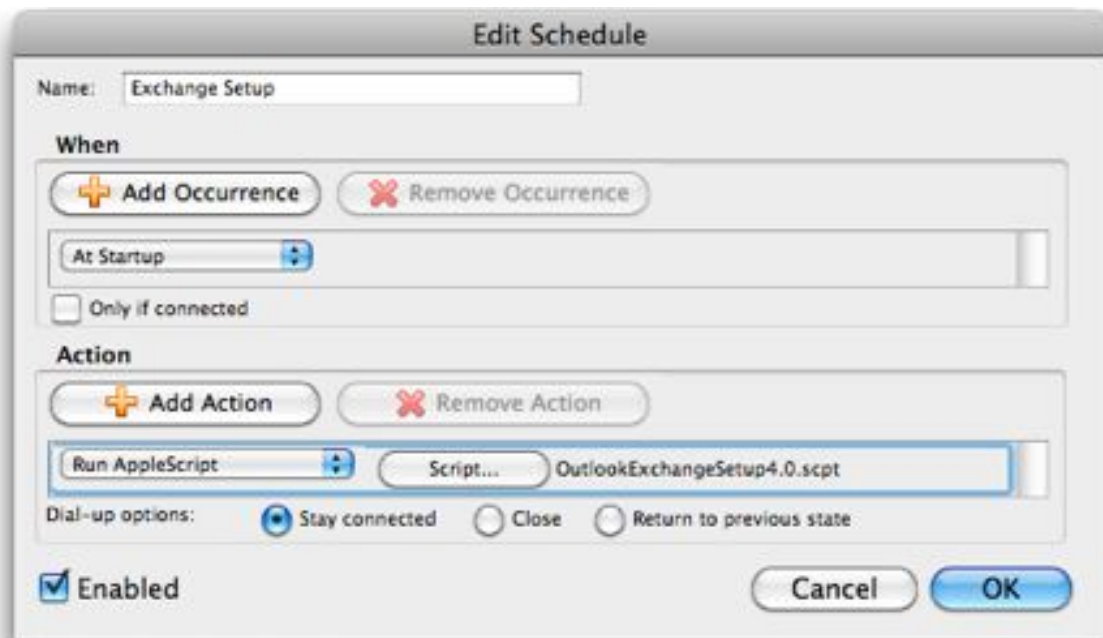 Edit Schedule
Name: Exchange Setup
When
Add Occurrence Remove Occurrence
At Startup
Only if connected
Action
Add Action Remove Action
Run AppleScript Script... OutlookExchangeSetup4.0.scpt
Dial-up options: Stay connected Close Return to previous state
Enabled Cancel OK